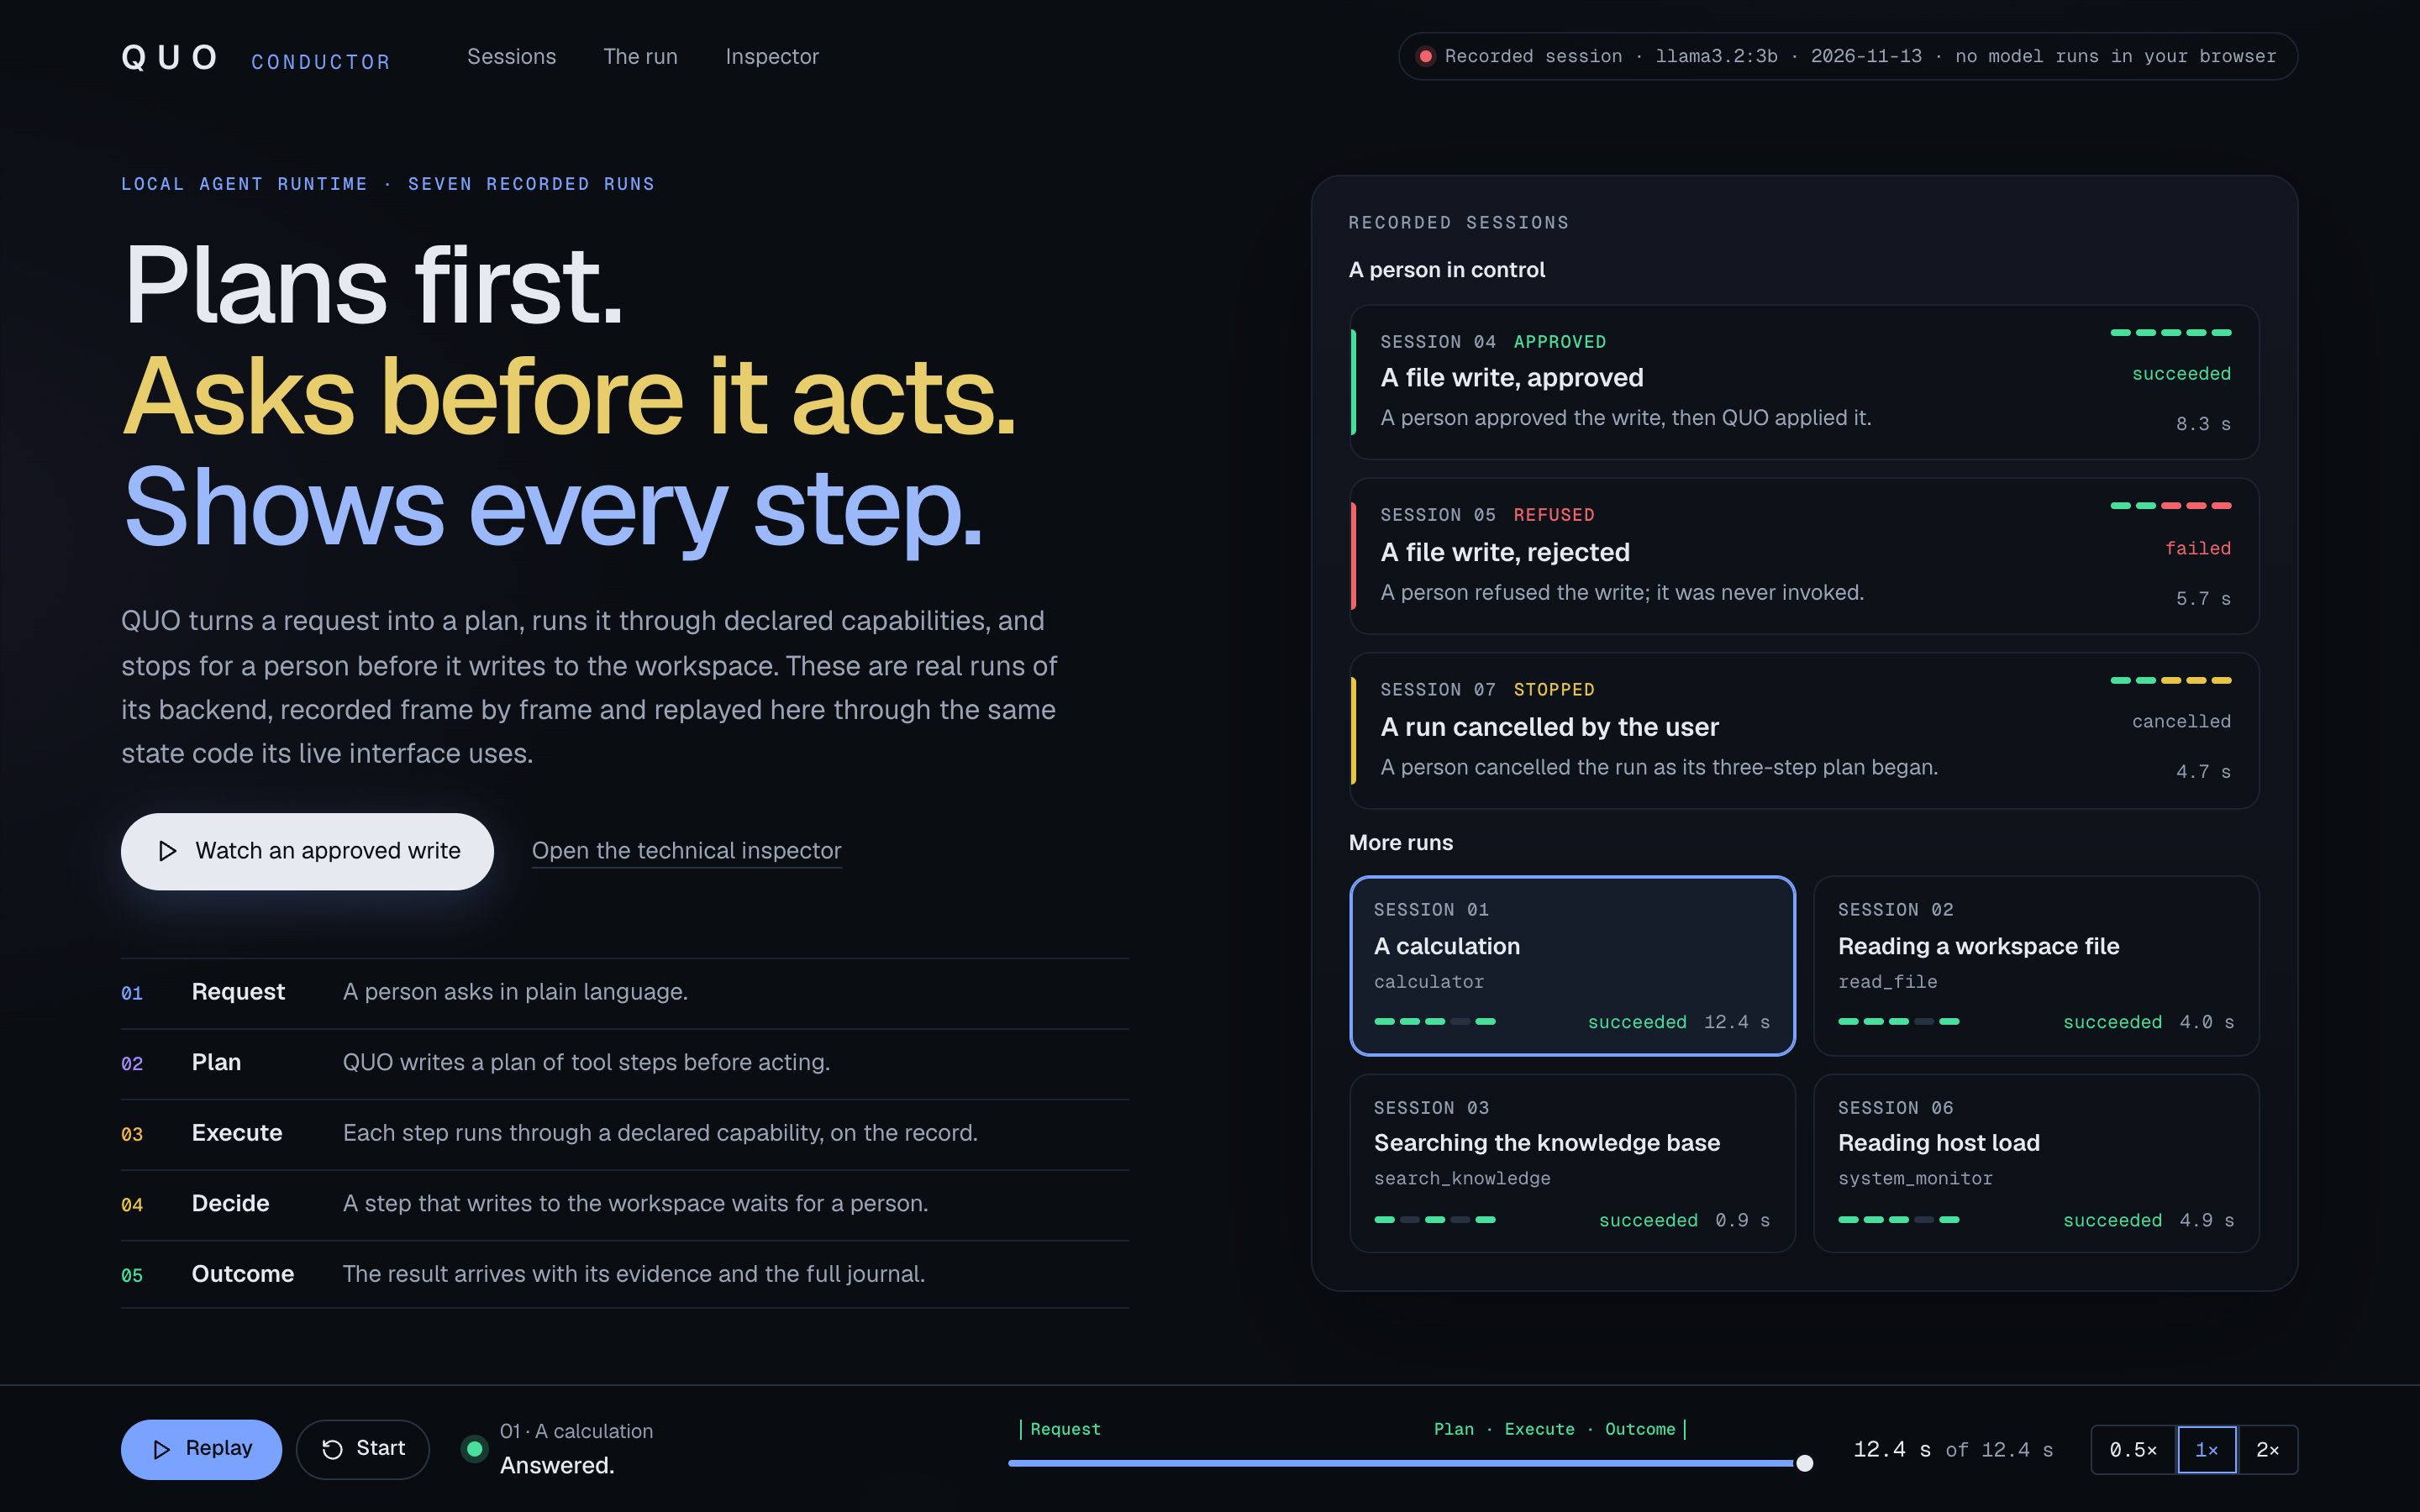 QUO CONDUCTOR
Sessions
The run
Inspector
Recorded session · llama3.2:3b · 2026-11-13 · no model runs in your browser
LOCAL AGENT RUNTIME · SEVEN RECORDED RUNS
Plans first.
Asks before it acts.
Shows every step.
QUO turns a request into a plan, runs it through declared capabilities, and
stops for a person before it writes to the workspace. These are real runs of
its backend, recorded frame by frame and replayed here through the same
state code its live interface uses.
Watch an approved write
Open the technical inspector
01 Request A person asks in plain language.
02 Plan QUO writes a plan of tool steps before acting.
03 Execute Each step runs through a declared capability, on the record.
04 Decide A step that writes to the workspace waits for a person.
05 Outcome The result arrives with its evidence and the full journal.
RECORDED SESSIONS
A person in control
SESSION 04 APPROVED
A file write, approved
A person approved the write, then QUO applied it.
succeeded
8.3 s
SESSION 05 REFUSED
A file write, rejected
A person refused the write; it was never invoked.
failed
5.7 s
SESSION 07 STOPPED
A run cancelled by the user
A person cancelled the run as its three-step plan began.
cancelled
4.7 s
More runs
SESSION 01
A calculation
calculator
succeeded 12.4 s
SESSION 02
Reading a workspace file
read_file
succeeded 4.0 s
SESSION 03
Searching the knowledge base
search_knowledge
succeeded 0.9 s
SESSION 06
Reading host load
system_monitor
succeeded 4.9 s
Replay
Start
01 · A calculation
Answered.
Request
Plan · Execute · Outcome
12.4 s of 12.4 s
0.5×
1×
2×